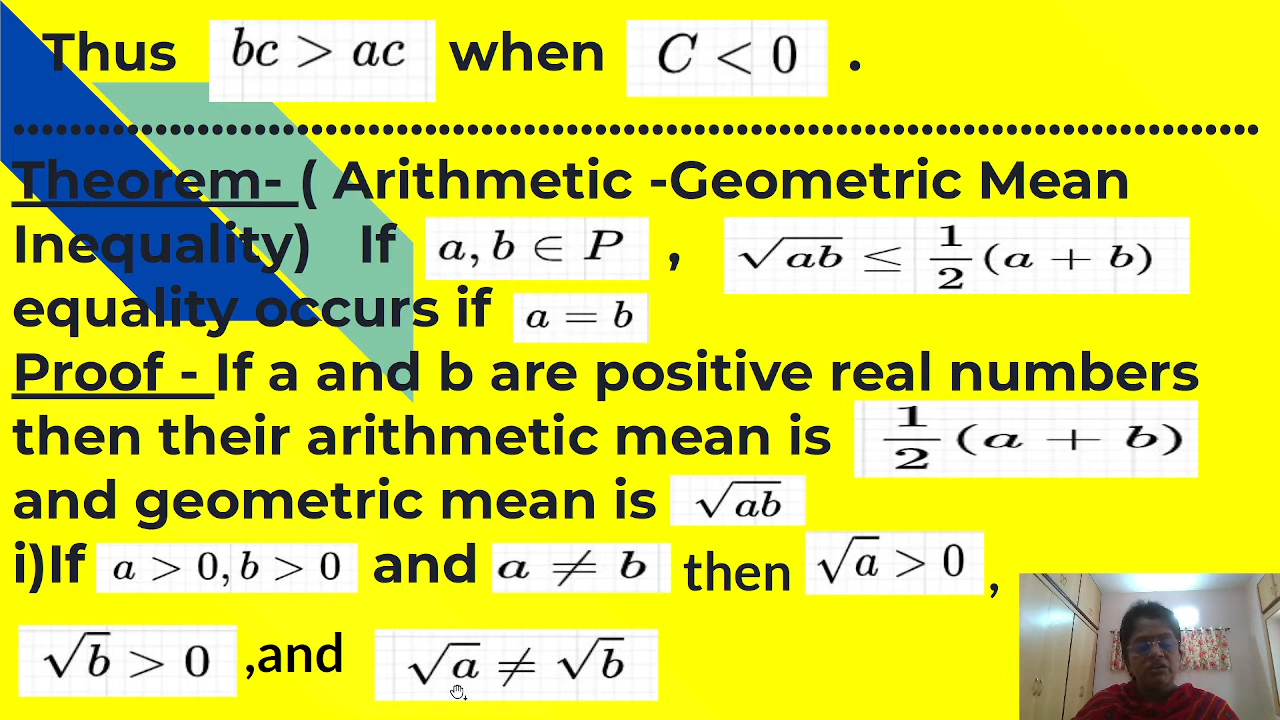 Thus bc > ac when C < 0 .
Theorem- ( Arithmetic -Geometric Mean
Inequality) If a, b ∈ P , √ab ≤ 1/2 (a + b)
equality occurs if a = b
Proof - If a and b are positive real numbers
then their arithmetic mean is 1/2 (a + b)
and geometric mean is √ab
i)If a > 0, b > 0 and a ≠ b then √a > 0 ,
√b > 0 ,and √a ≠ √b